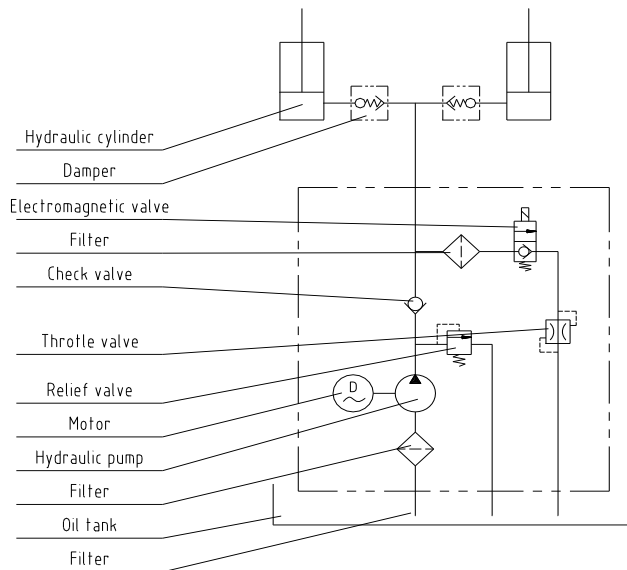 Hydraulic cylinder
Damper
Electromagnetic valve
Filter
Check valve
Throtle valve
Relief valve
D
Motor
Hydraulic pump
Filter
Oil tank
Filter